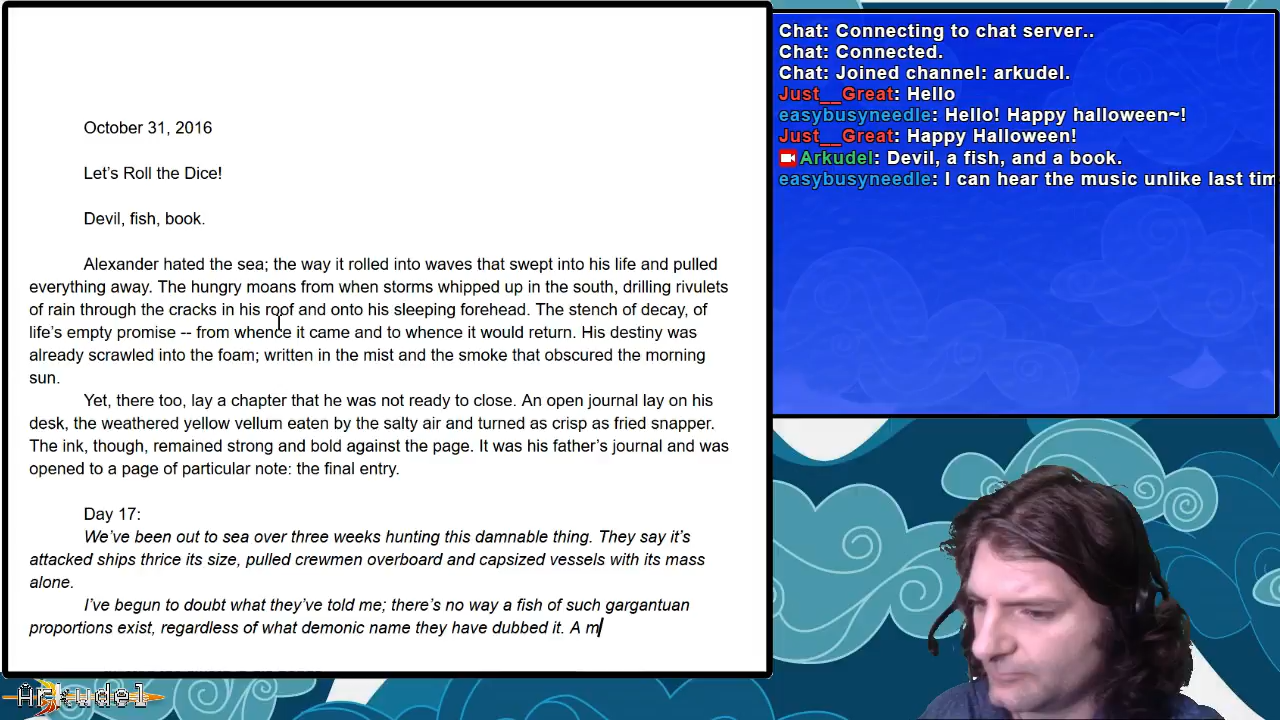 October 31, 2016
Let’s Roll the Dice!
Devil, fish, book.
Alexander hated the sea; the way it rolled into waves that swept into his life and pulled
everything away. The hungry moans from when storms whipped up in the south, drilling rivulets
of rain through the cracks in his roof and onto his sleeping forehead. The stench of decay, of
life’s empty promise -- from whence it came and to whence it would return. His destiny was
already scrawled into the foam; written in the mist and the smoke that obscured the morning
sun.
Yet, there too, lay a chapter that he was not ready to close. An open journal lay on his
desk, the weathered yellow vellum eaten by the salty air and turned as crisp as fried snapper.
The ink, though, remained strong and bold against the page. It was his father’s journal and was
opened to a page of particular note: the final entry.
Day 17:
We’ve been out to sea over three weeks hunting this damnable thing. They say it’s
attacked ships thrice its size, pulled crewmen overboard and capsized vessels with its mass
alone.
I’ve begun to doubt what they’ve told me; there’s no way a fish of such gargantuan
proportions exist, regardless of what demonic name they have dubbed it. A m
Chat: Connecting to chat server..
Chat: Connected.
Chat: Joined channel: arkudel.
Just__Great: Hello
easybusyneedle: Hello! Happy halloween~!
Just__Great: Happy Halloween!
Arkudel: Devil, a fish, and a book.
easybusyneedle: I can hear the music unlike last tim
Arkudel